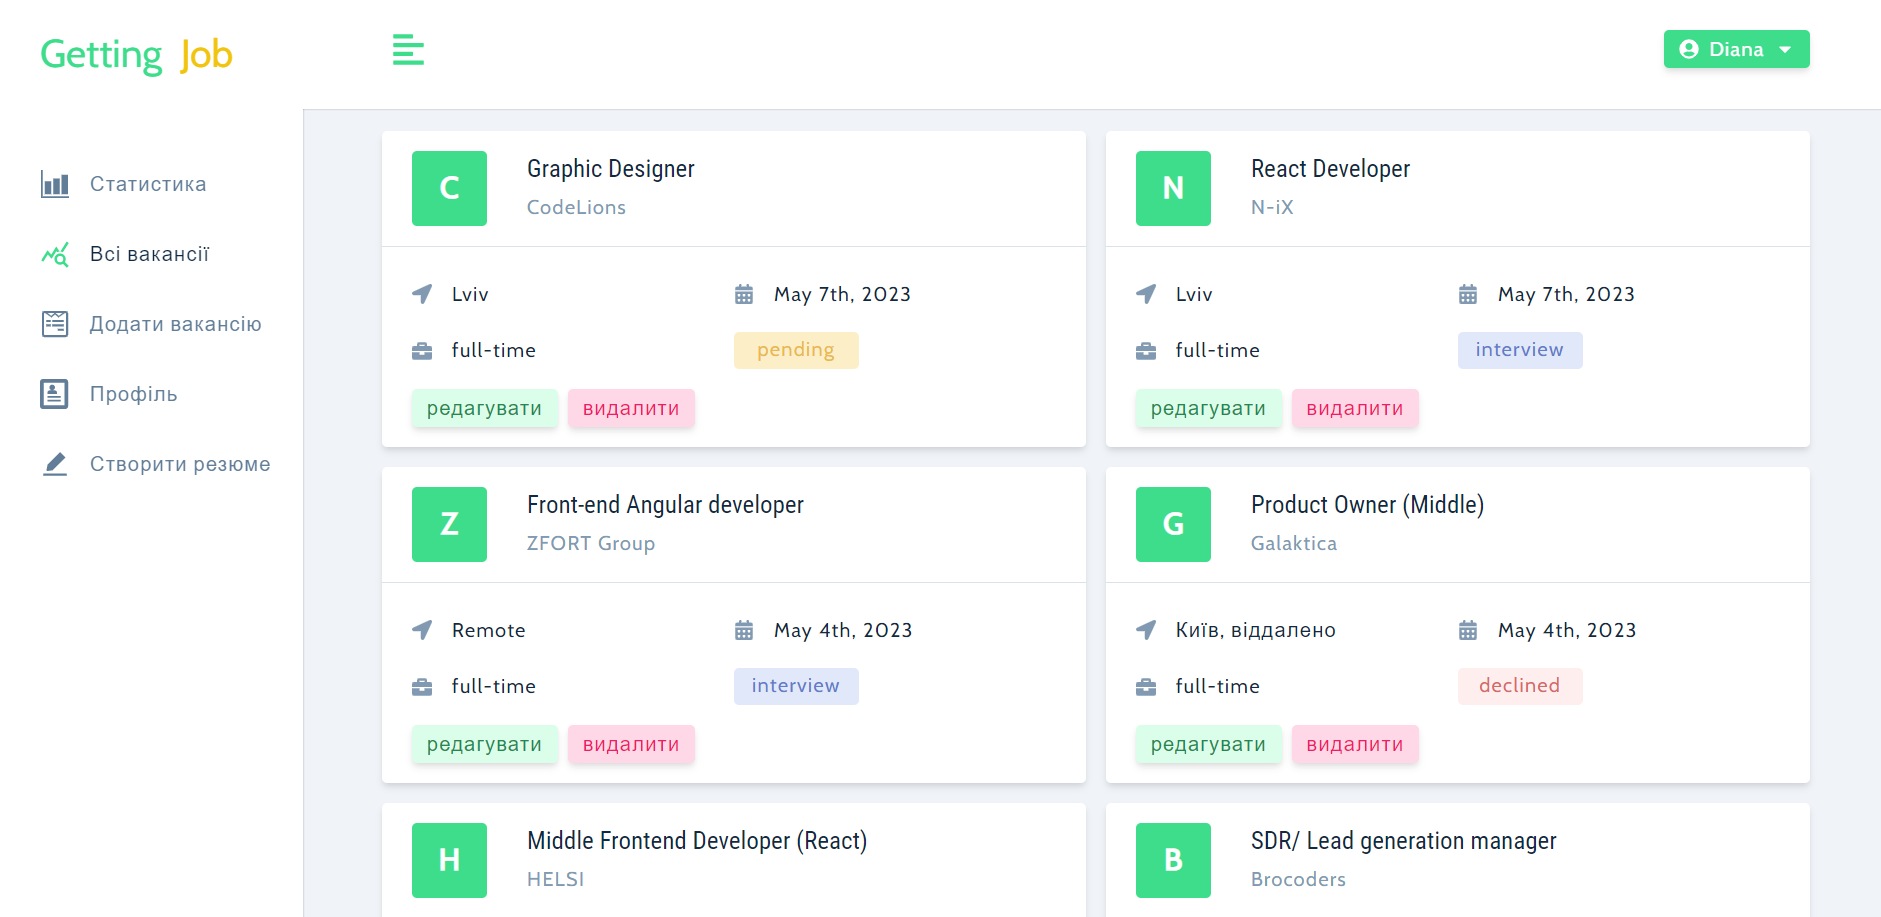 Getting Job
Diana
Статистика
Всі вакансії
Додати вакансію
Профіль
Створити резюме
C
Graphic Designer
CodeLions
Lviv
May 7th, 2023
full-time
pending
редагувати
видалити
N
React Developer
N-iX
Lviv
May 7th, 2023
full-time
interview
редагувати
видалити
Z
Front-end Angular developer
ZFORT Group
Remote
May 4th, 2023
full-time
interview
редагувати
видалити
G
Product Owner (Middle)
Galaktica
Київ, віддалено
May 4th, 2023
full-time
declined
редагувати
видалити
H
Middle Frontend Developer (React)
HELSI
B
SDR/ Lead generation manager
Brocoders